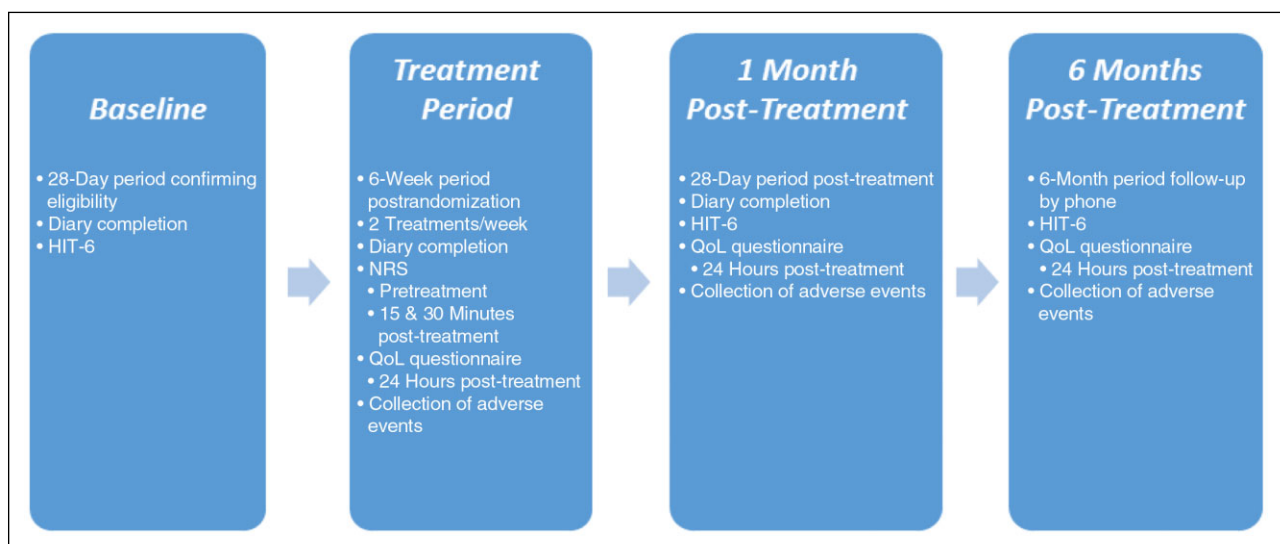 Baseline
• 28-Day period confirming
eligibility
• Diary completion
• HIT-6
Treatment
Period
• 6-Week period
postrandomization
• 2 Treatments/week
• Diary completion
• NRS
• Pretreatment
• 15 & 30 Minutes
post-treatment
• QoL questionnaire
• 24 Hours post-treatment
• Collection of adverse
events
1 Month
Post-Treatment
• 28-Day period post-treatment
• Diary completion
• HIT-6
• QoL questionnaire
• 24 Hours post-treatment
• Collection of adverse events
6 Months
Post-Treatment
• 6-Month period follow-up
by phone
• HIT-6
• QoL questionnaire
• 24 Hours post-treatment
• Collection of adverse
events